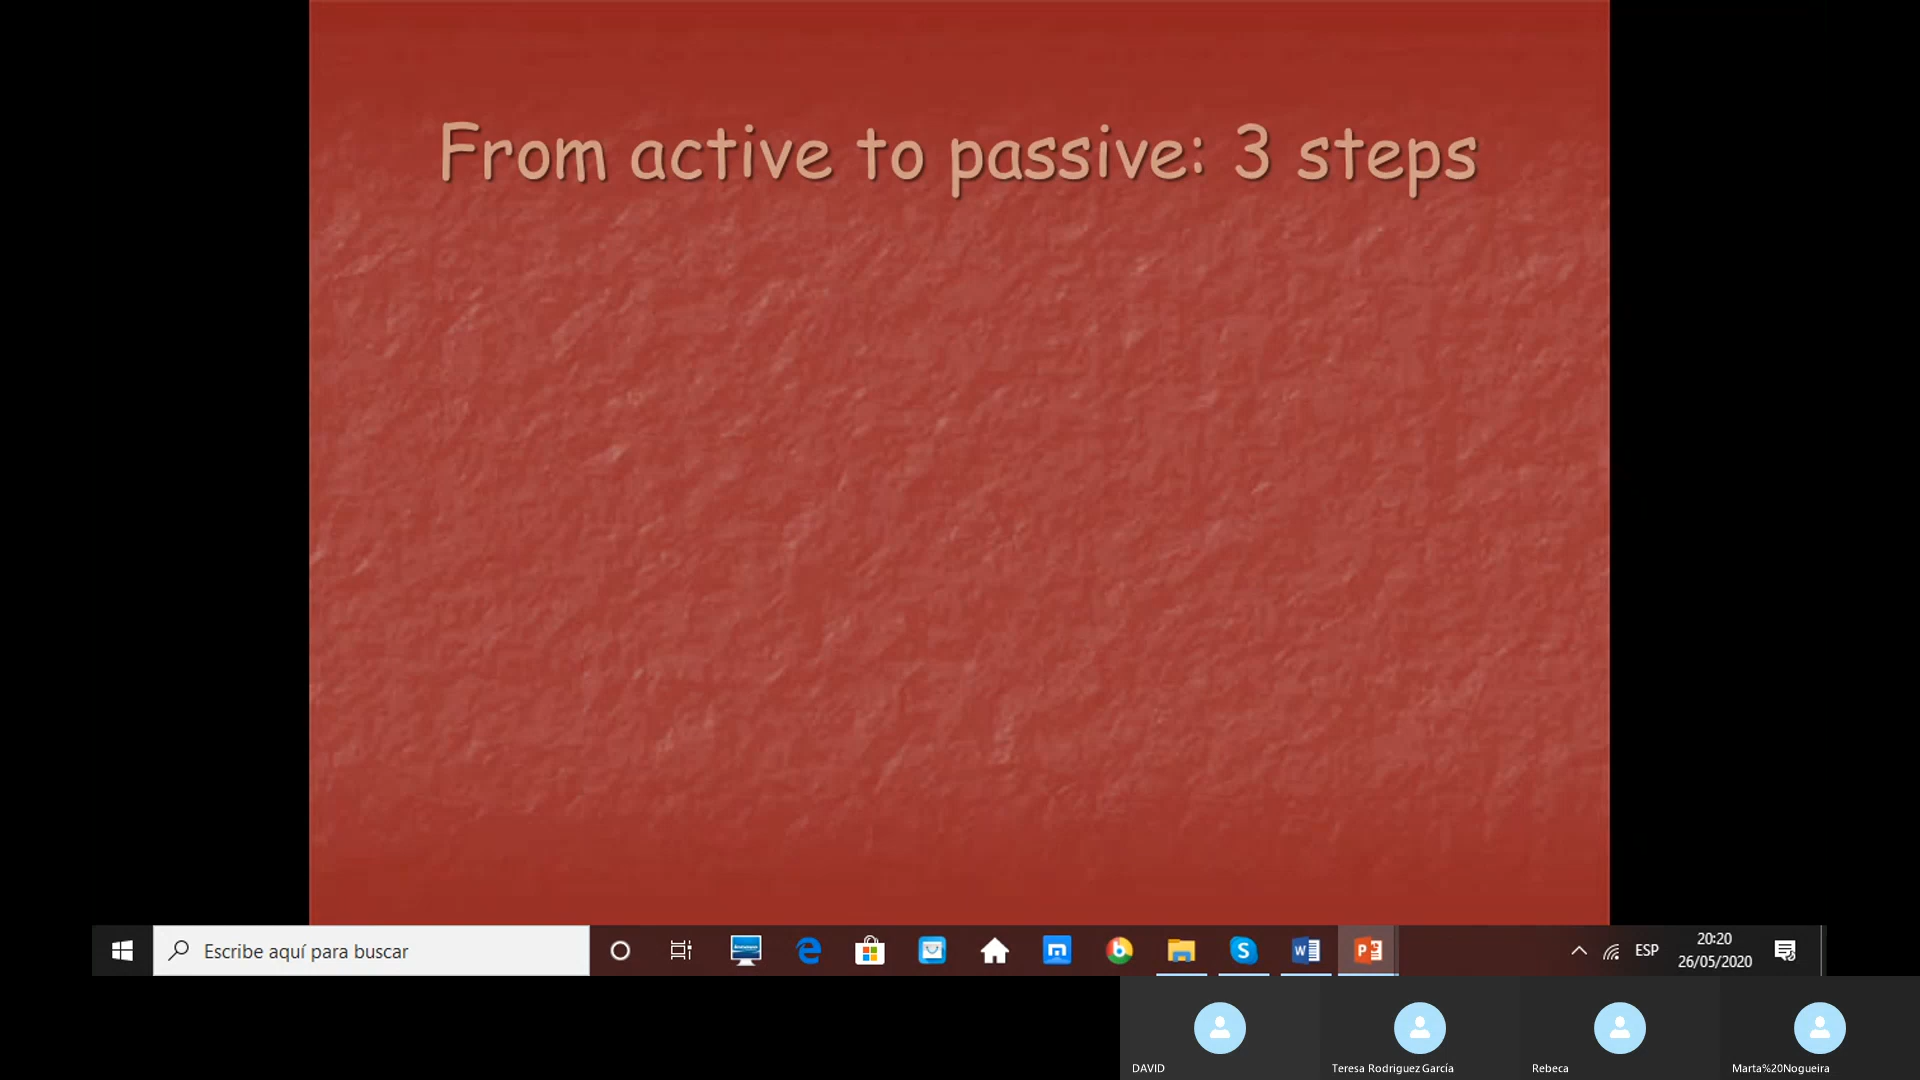 From active to passive: 3 steps
Escribe aquí para buscar
ESP
20:20
26/05/2020
DAVID
Teresa Rodriguez García
Rebeca
Marta%20Nogueira